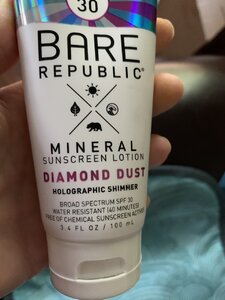 30
BARE
REPUBLIC®
MINERAL
SUNSCREEN LOTION
DIAMOND DUST
HOLOGRAPHIC SHIMMER
BROAD SPECTRUM SPF 30
WATER RESISTANT (40 MINUTES)
FREE OF CHEMICAL SUNSCREEN ACTIVES
3.4 FL OZ / 100 mL